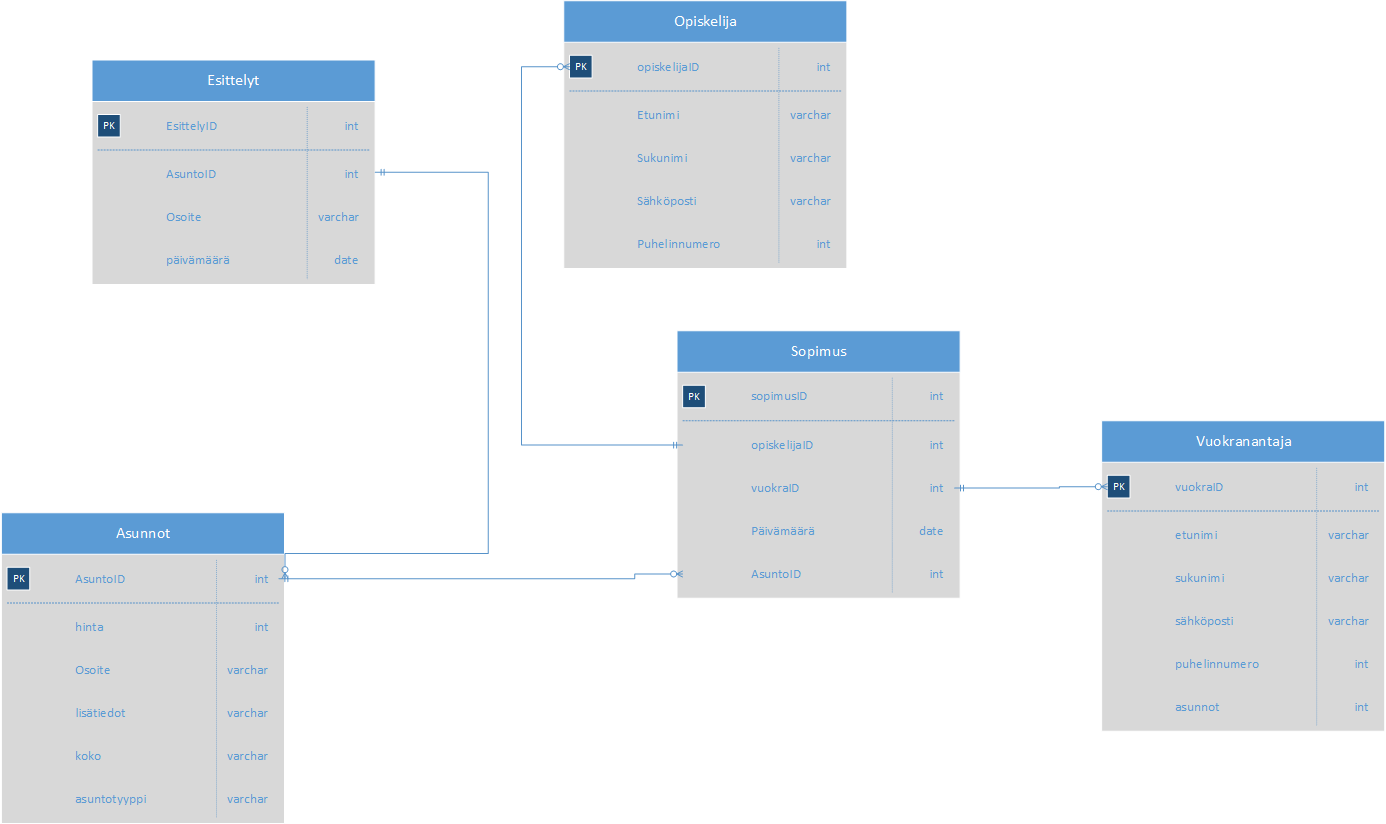 Opiskelija
PK opiskelijaID int
Etunimi varchar
Sukunimi varchar
Sähköposti varchar
Puhelinnumero int
Esittelyt
PK EsittelyID int
AsuntoID int
Osoite varchar
päivämäärä date
Sopimus
PK sopimusID int
opiskelijaID int
vuokraID int
Päivämäärä date
AsuntoID int
Vuokranantaja
PK vuokraID int
etunimi varchar
sukunimi varchar
sähköposti varchar
puhelinnumero int
asunnot int
Asunnot
PK AsuntoID int
hinta int
Osoite varchar
lisätiedot varchar
koko varchar
asuntotyyppi varchar